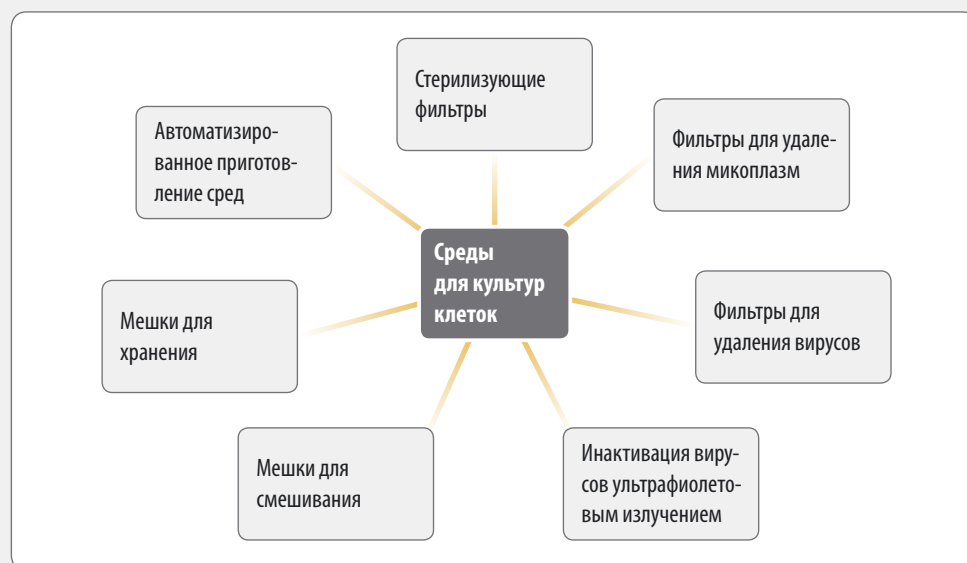 Стерилизующие
фильтры
Автоматизиро-
ванное приготов-
ление сред
Фильтры для удале-
ния микоплазм
Среды
для культур
клеток
Мешки для
хранения
Фильтры для
удаления вирусов
Мешки для
смешивания
Инактивация виру-
сов ультрафиолето-
вым излучением